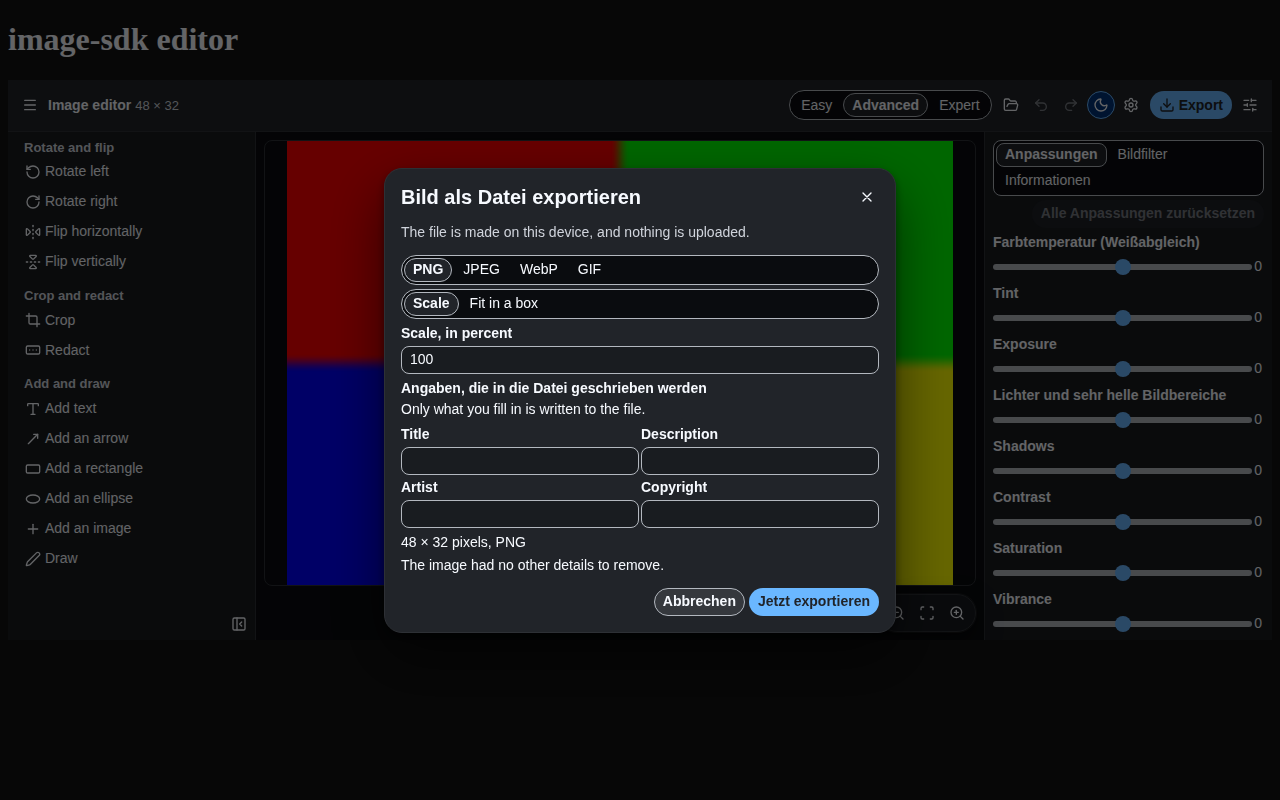 image-sdk editor
Image editor 48 × 32
Easy Advanced Expert
Export
Rotate and flip
Rotate left
Rotate right
Flip horizontally
Flip vertically
Crop and redact
Crop
Redact
Add and draw
Add text
Add an arrow
Add a rectangle
Add an ellipse
Add an image
Draw
Bild als Datei exportieren
The file is made on this device, and nothing is uploaded.
PNG JPEG WebP GIF
Scale Fit in a box
Scale, in percent
100
Angaben, die in die Datei geschrieben werden
Only what you fill in is written to the file.
Title Description
Artist Copyright
48 × 32 pixels, PNG
The image had no other details to remove.
Abbrechen Jetzt exportieren
Anpassungen Bildfilter
Informationen
Alle Anpassungen zurücksetzen
Farbtemperatur (Weißabgleich)
0
Tint
0
Exposure
0
Lichter und sehr helle Bildbereiche
0
Shadows
0
Contrast
0
Saturation
0
Vibrance
0